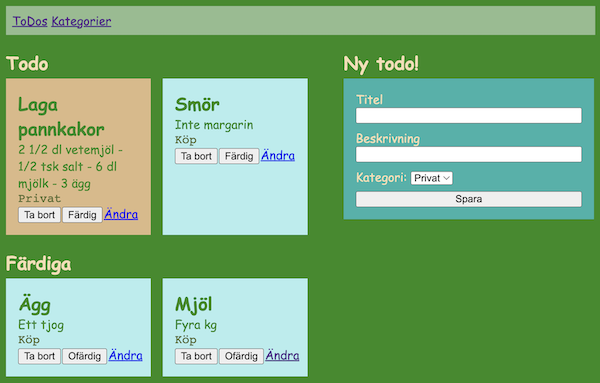 ToDos Kategorier
Todo
Laga
pannkakor
2 1/2 dl vetemjöl -
1/2 tsk salt - 6 dl
mjölk - 3 ägg
Privat
Ta bort Färdig Ändra
Smör
Inte margarin
Köp
Ta bort Färdig Ändra
Ny todo!
Titel
Beskrivning
Kategori: Privat
Spara
Färdiga
Ägg
Ett tjog
Köp
Ta bort Ofärdig Ändra
Mjöl
Fyra kg
Köp
Ta bort Ofärdig Ändra